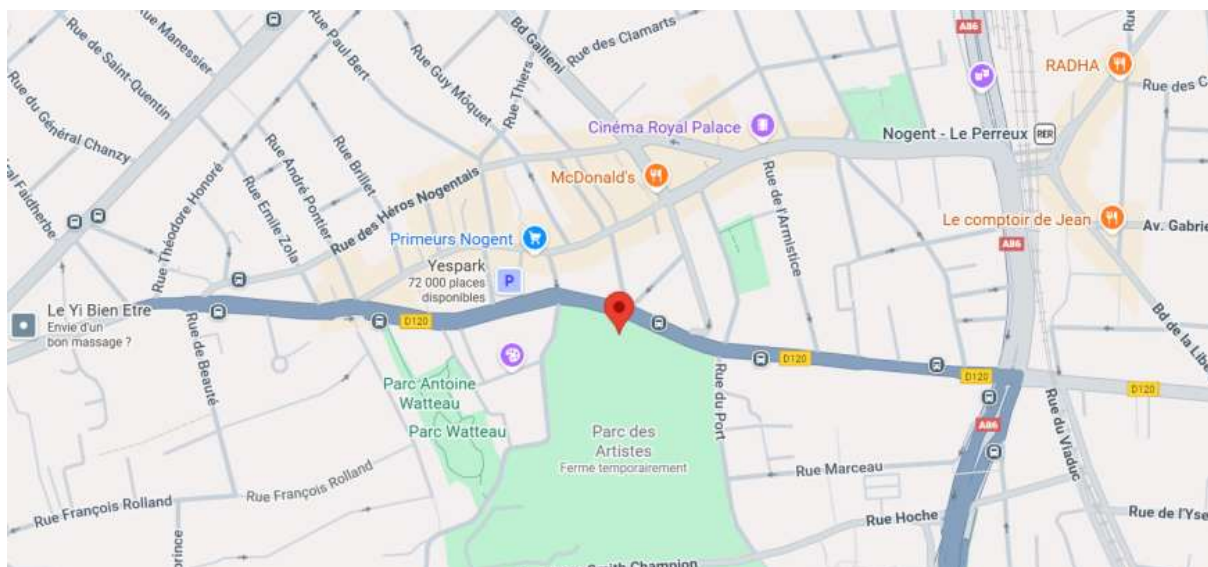 Rue Manessier
Rue de Saint-Quentin
Rue du Général Chanzy
Faidherbe
Rue Paul Bert
Rue Guy Môquet
Bd Gallieni
Rue des Clamarts
Rue Thiers
A86
RADHA
Rue des C
Cinéma Royal Palace
Nogent - Le Perreux
RER
McDonald's
Rue Briller
Rue André Pontier
Rue Emile Zola
Rue Théodore Honoré
Rue des Héros Nogentais
Rue de l'Armistice
Le comptoir de Jean
Av. Gabrie
A86
Primeurs Nogent
Yespark
72 000 places
disponibles
P
Le Yi Bien Etre
Envie d'un
bon massage ?
D120
D120
D120
D120
Bd de la Libe
Rue de Beauté
Parc Antoine
Watteau
Parc Watteau
Rue du Port
Parc des
Artistes
Fermé temporairement
A86
Rue du Viaduc
Rue Marceau
Rue François Rolland
Rue François Rolland
Rue Hoche
Rue de l'Yse
prince
Smith Champion